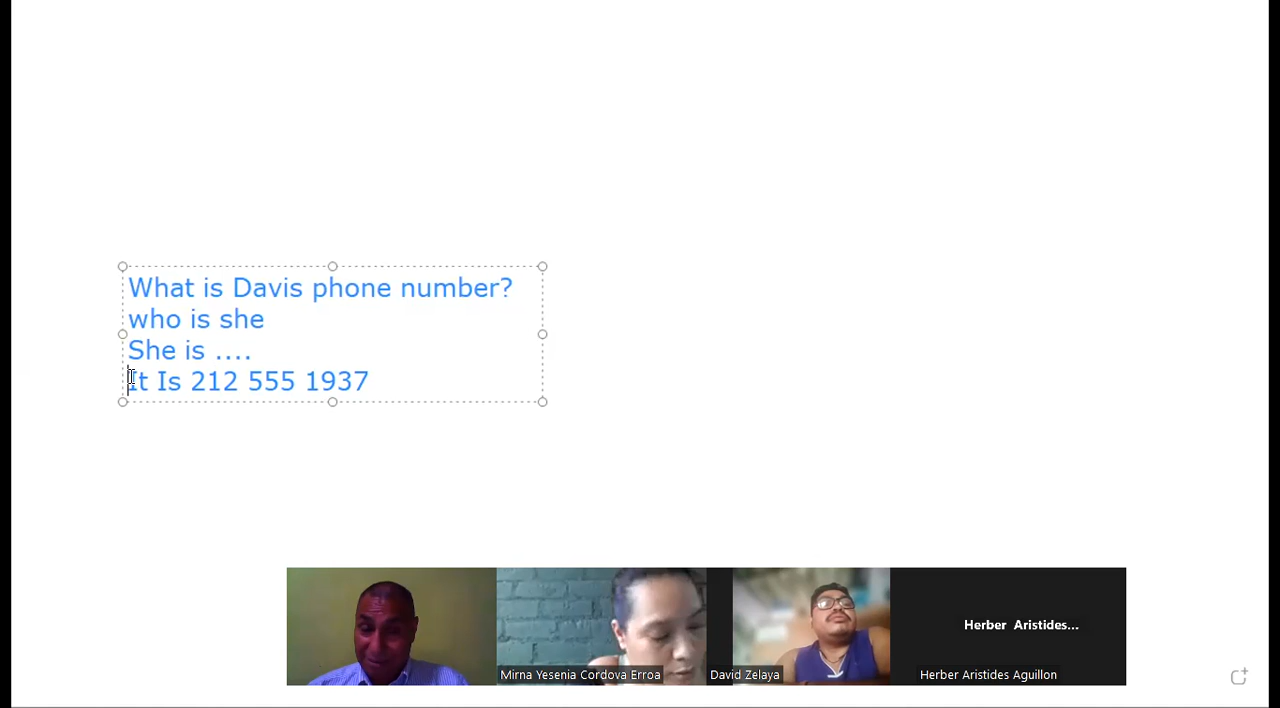 What is Davis phone number?
who is she
She is ....
It Is 212 555 1937
Herber Aristides...
Mirna Yesenia Cordova Erroa
David Zelaya
Herber Aristides Aguillon